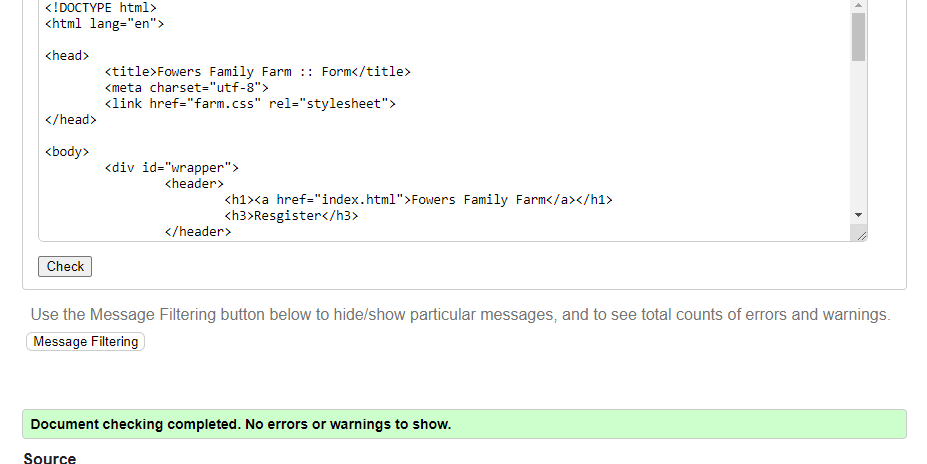 <!DOCTYPE html>
<html lang="en">
<head>
<title>Fowers Family Farm :: Form</title>
<meta charset="utf-8">
<link href="farm.css" rel="stylesheet">
</head>
<body>
<div id="wrapper">
<header>
<h1><a href="index.html">Fowers Family Farm</a></h1>
<h3>Resgister</h3>
</header>
Check
Use the Message Filtering button below to hide/show particular messages, and to see total counts of errors and warnings.
Message Filtering
Document checking completed. No errors or warnings to show.
Source